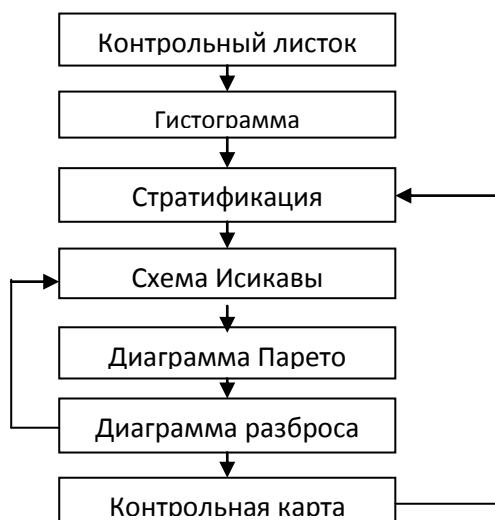 Контрольный листок
Гистограмма
Стратификация
Схема Исикавы
Диаграмма Парето
Диаграмма разброса
Контрольная карта